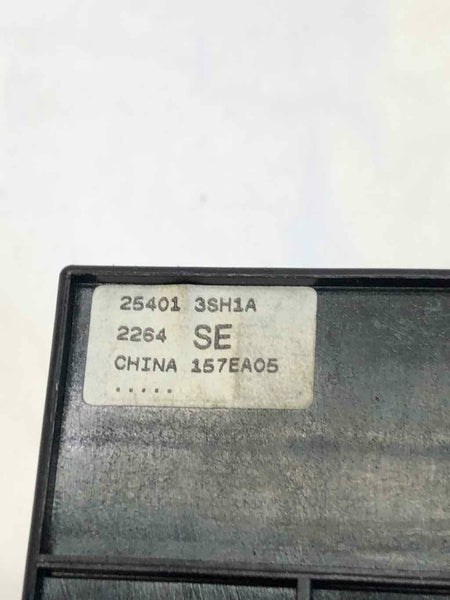 25401 3SH1A
2264 SE
CHINA 157EA05
.....